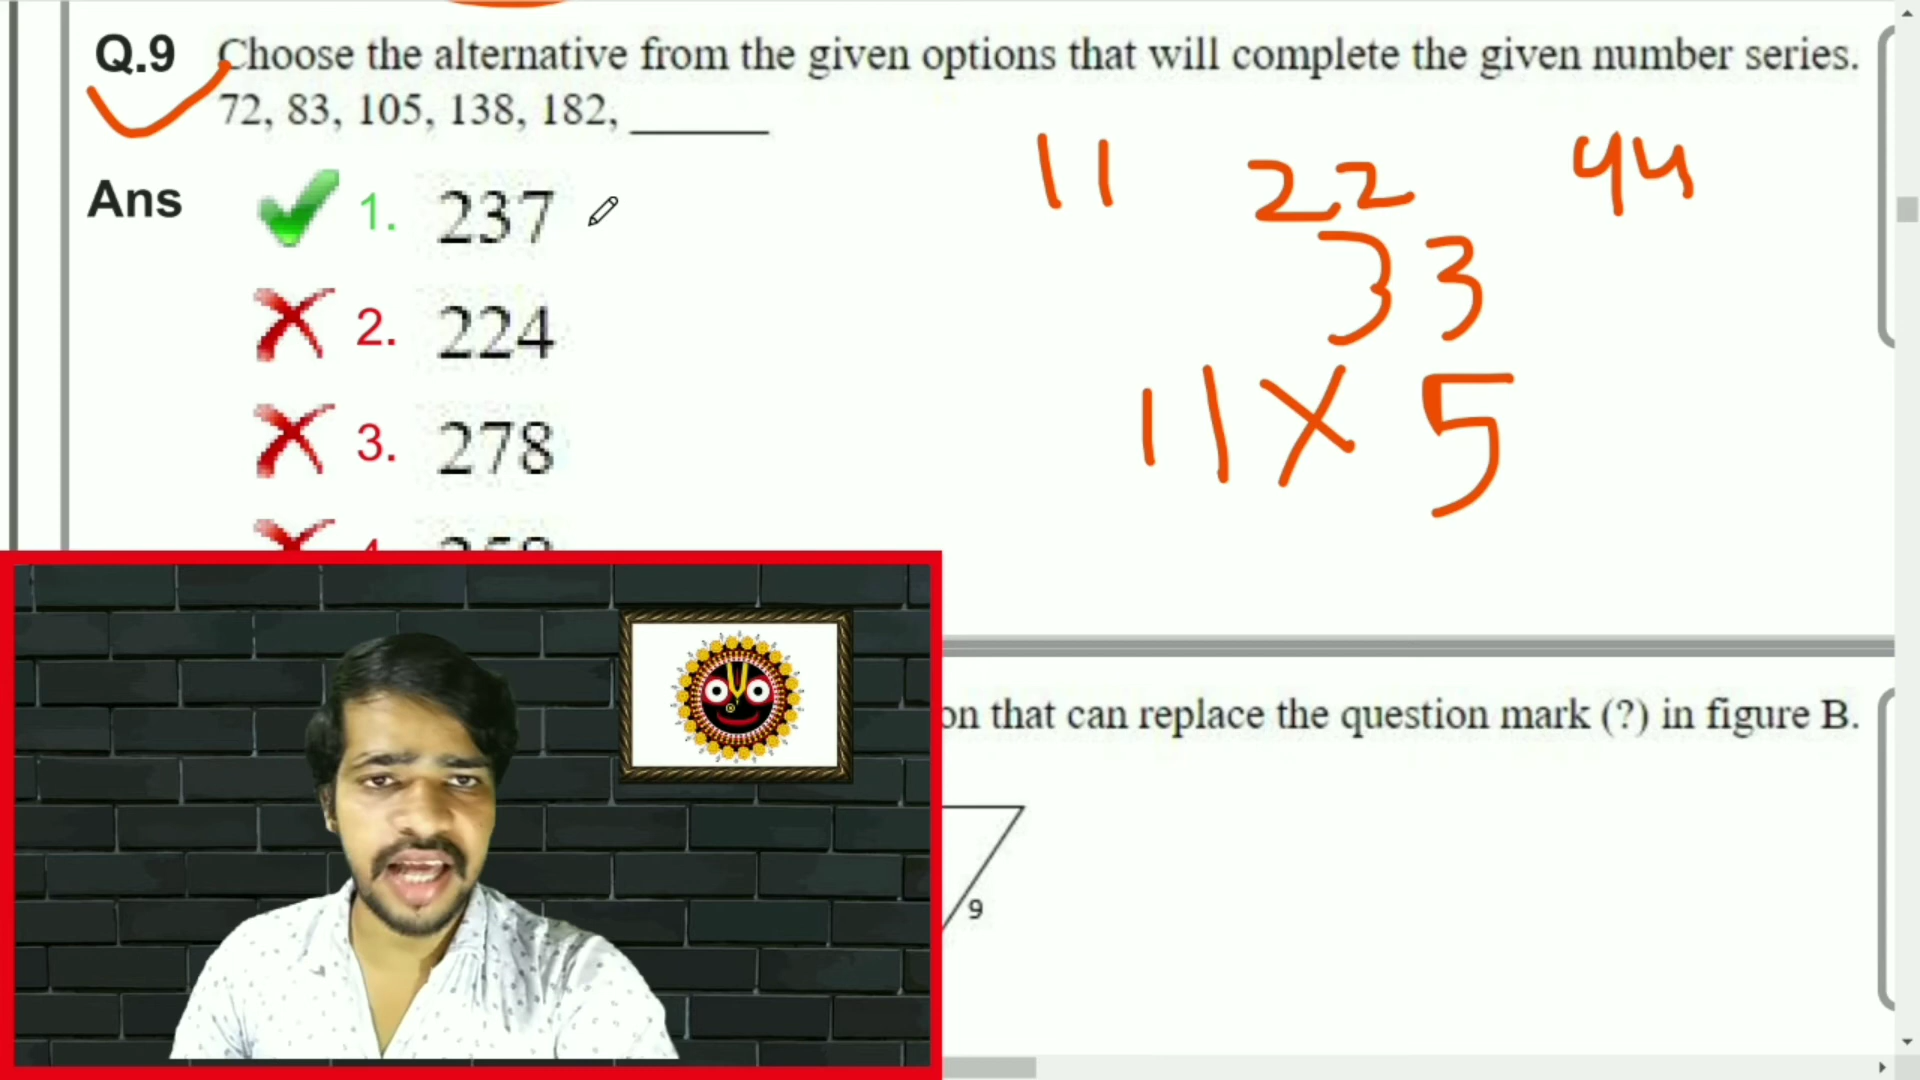 Q.9 Choose the alternative from the given options that will complete the given number series.
72, 83, 105, 138, 182, ______
11 22 44
33
11 X 5
Ans 1. 237
2. 224
3. 278
4.
on that can replace the question mark (?) in figure B.
9